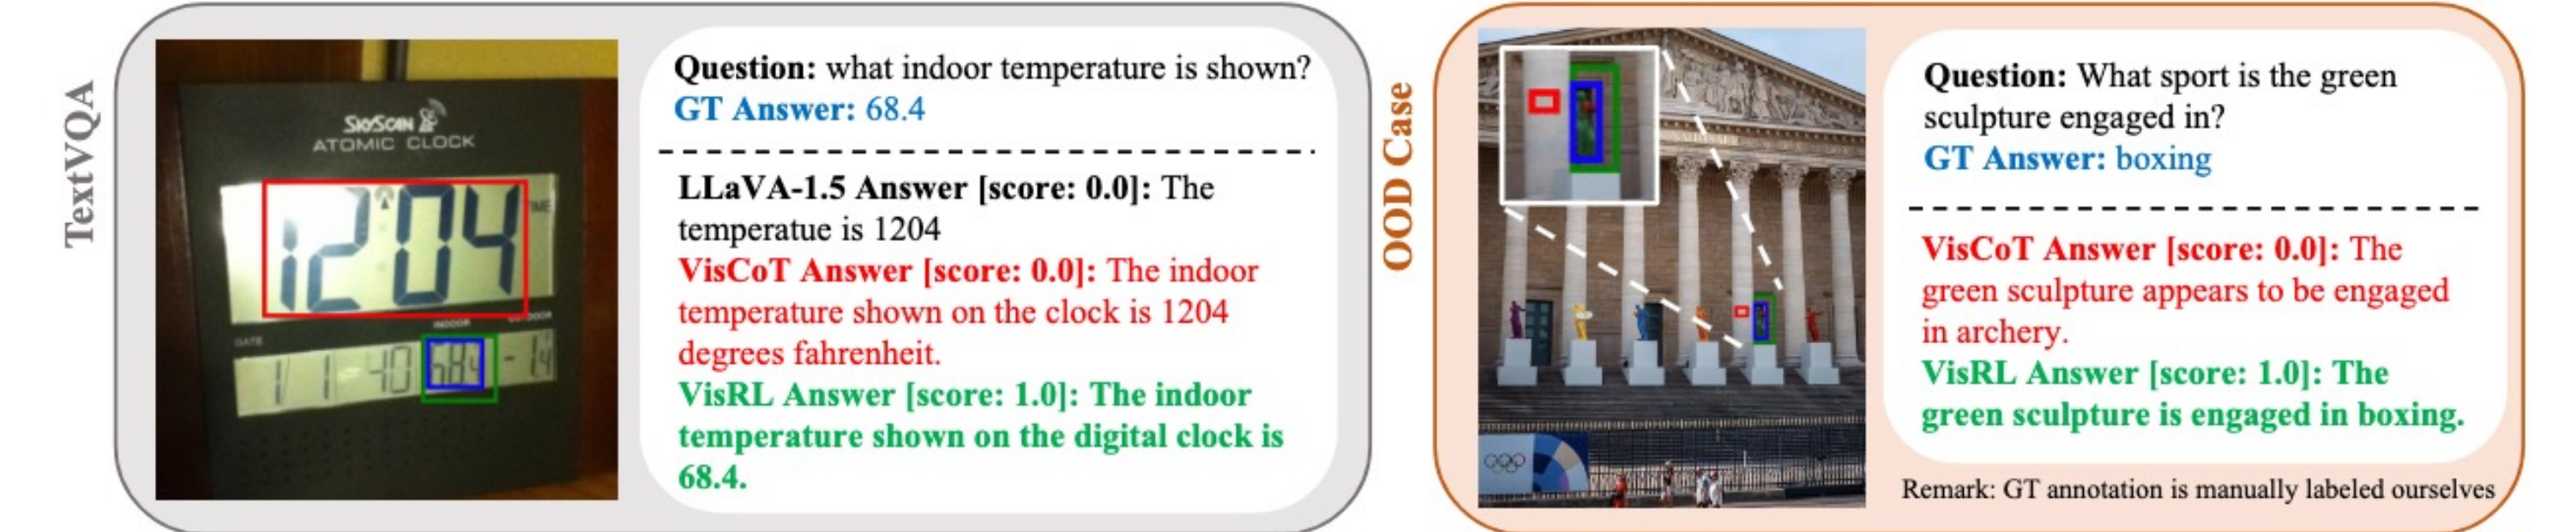 TextVQA
SkyScan
ATOMIC CLOCK
12:04
TIME
INDOOR
OUTDOOR
DATE
1/ 1 40 68.4 -1.4
Question: what indoor temperature is shown?
GT Answer: 68.4
LLaVA-1.5 Answer [score: 0.0]: The
temperatue is 1204
VisCoT Answer [score: 0.0]: The indoor
temperature shown on the clock is 1204
degrees fahrenheit.
VisRL Answer [score: 1.0]: The indoor
temperature shown on the digital clock is
68.4.
OOD Case
Question: What sport is the green
sculpture engaged in?
GT Answer: boxing
VisCoT Answer [score: 0.0]: The
green sculpture appears to be engaged
in archery.
VisRL Answer [score: 1.0]: The
green sculpture is engaged in boxing.
Remark: GT annotation is manually labeled ourselves